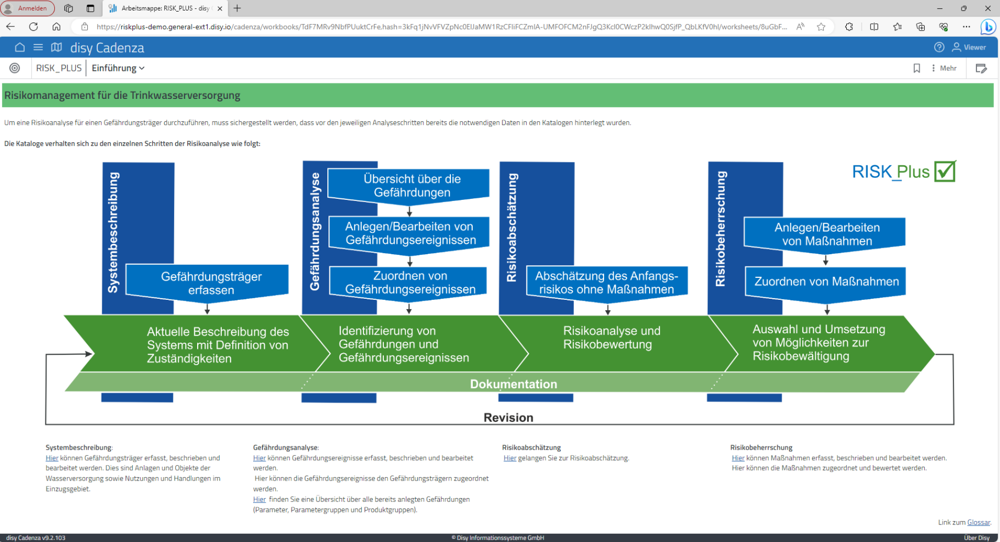 Anmelden
Arbeitsmappe: RISK_PLUS - disy
https://riskplus-demo.general-ext1.disy.io/cadenza/workbooks/
disy Cadenza
Viewer
RISK_PLUS
Einführung
Mehr
Risikomanagement für die Trinkwasserversorgung
Um eine Risikoanalyse für einen Gefährdungsträger durchzuführen, muss sichergestellt werden, dass vor den jeweiligen Analyseschritten bereits die notwendigen Daten in den Katalogen hinterlegt wurden.
Die Kataloge verhalten sich zu den einzelnen Schritten der Risikoanalyse wie folgt:
RISK_Plus
Systembeschreibung
Gefährdungsträger
erfassen
Gefährdungsanalyse
Übersicht über die
Gefährdungen
Anlegen/Bearbeiten von
Gefährdungsereignissen
Zuordnen von
Gefährdungsereignissen
Risikoabschätzung
Abschätzung des Anfangs-
risikos ohne Maßnahmen
Risikobeherrschung
Anlegen/Bearbeiten
von Maßnahmen
Zuordnen von Maßnahmen
Aktuelle Beschreibung des
Systems mit Definition von
Zuständigkeiten
Identifizierung von
Gefährdungen und
Gefährdungsereignissen
Risikoanalyse und
Risikobewertung
Auswahl und Umsetzung
von Möglichkeiten zur
Risikobewältigung
Dokumentation
Revision
Systembeschreibung:
Hier können Gefährdungsträger erfasst, beschrieben und
bearbeitet werden. Dies sind Anlagen und Objekte der
Wasserversorgung sowie Nutzungen und Handlungen im
Einzugsgebiet.
Gefährdungsanalyse:
Hier können Gefährdungsereignisse erfasst, beschrieben und bearbeitet
werden.
Hier können die Gefährdungsereignisse den Gefährdungsträgern zugeordnet
werden.
Hier finden Sie eine Übersicht über alle bereits anlegten Gefährdungen
(Parameter, Parametergruppen und Produktgruppen).
Risikoabschätzung
Hier gelangen Sie zur Risikoabschätzung.
Risikobeherrschung
Hier können Maßnahmen erfasst, beschrieben und bearbeitet werden.
Hier können die Maßnahmen zugeordnet und bewertet werden.
Link zum Glossar.
disy Cadenza v9.2.103
© Disy Informationssysteme GmbH
Über Disy